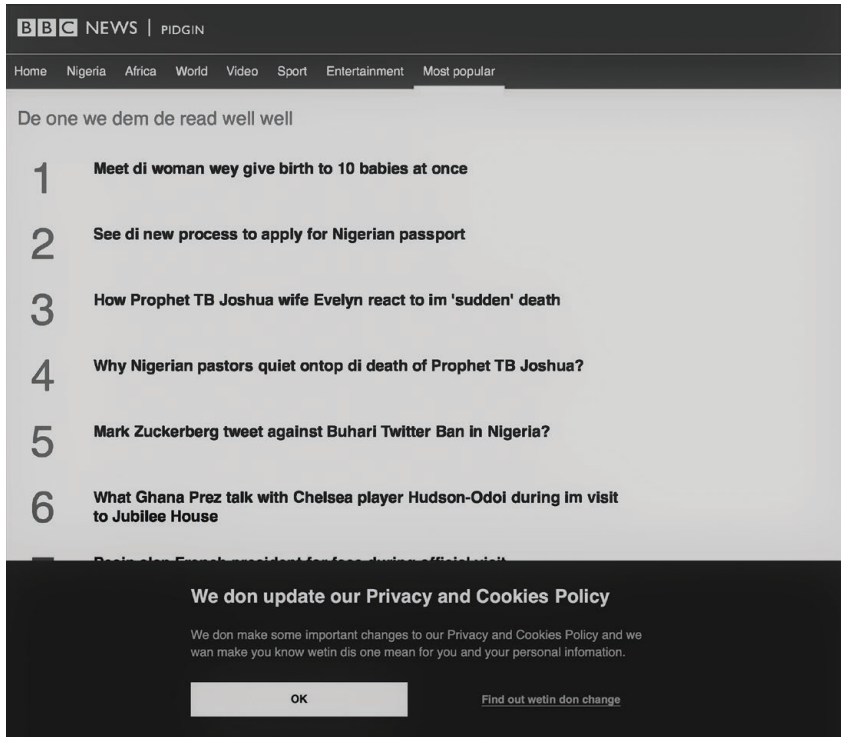 BBC NEWS | PIDGIN
Home Nigeria Africa World Video Sport Entertainment Most popular
De one we dem de read well well
1 Meet di woman wey give birth to 10 babies at once
2 See di new process to apply for Nigerian passport
3 How Prophet TB Joshua wife Evelyn react to im 'sudden' death
4 Why Nigerian pastors quiet ontop di death of Prophet TB Joshua?
5 Mark Zuckerberg tweet against Buhari Twitter Ban in Nigeria?
6 What Ghana Prez talk with Chelsea player Hudson-Odoi during im visit
to Jubilee House
French president for face during official visit
We don update our Privacy and Cookies Policy
We don make some important changes to our Privacy and Cookies Policy and we
wan make you know wetin dis one mean for you and your personal infomation.
OK Find out wetin don change